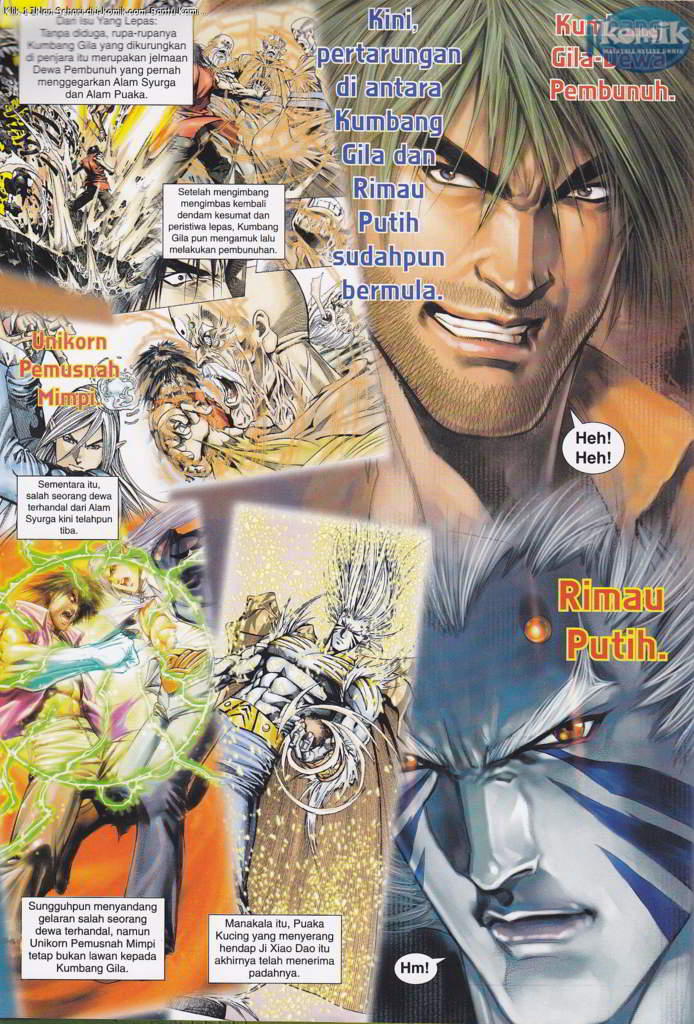 Dari Isu Yang Lepas:
Tanpa diduga, rupa-rupanya
Kumbang Gila yang dikurungkan
di penjara itu merupakan jelmaan
Dewa Pembunuh yang pernah
menggegarkan Alam Syurga
dan Alam Puaka.
Kini,
pertarungan
di antara
Kumbang
Gila dan
Rimau
Putih
sudahpun
bermula.
Kumbang
Gila-Dewa
Pembunuh.
komik
Setelah mengimbang
mengimbas kembali
dendam kesumat dan
peristiwa lepas, Kumbang
Gila pun mengamuk lalu
melakukan pembunuhan.
Unikorn
Pemusnah
Mimpi.
Heh!
Heh!
Sementara itu,
salah seorang dewa
terhandal dari Alam
Syurga kini telahpun
tiba.
Rimau
Putih.
Sungguhpun menyandang
gelaran salah seorang
dewa terhandal, namun
Unikorn Pemusnah Mimpi
tetap bukan lawan kepada
Kumbang Gila.
Manakala itu, Puaka
Kucing yang menyerang
hendap Ji Xiao Dao itu
akhirnya telah menerima
padahnya.
Hm!